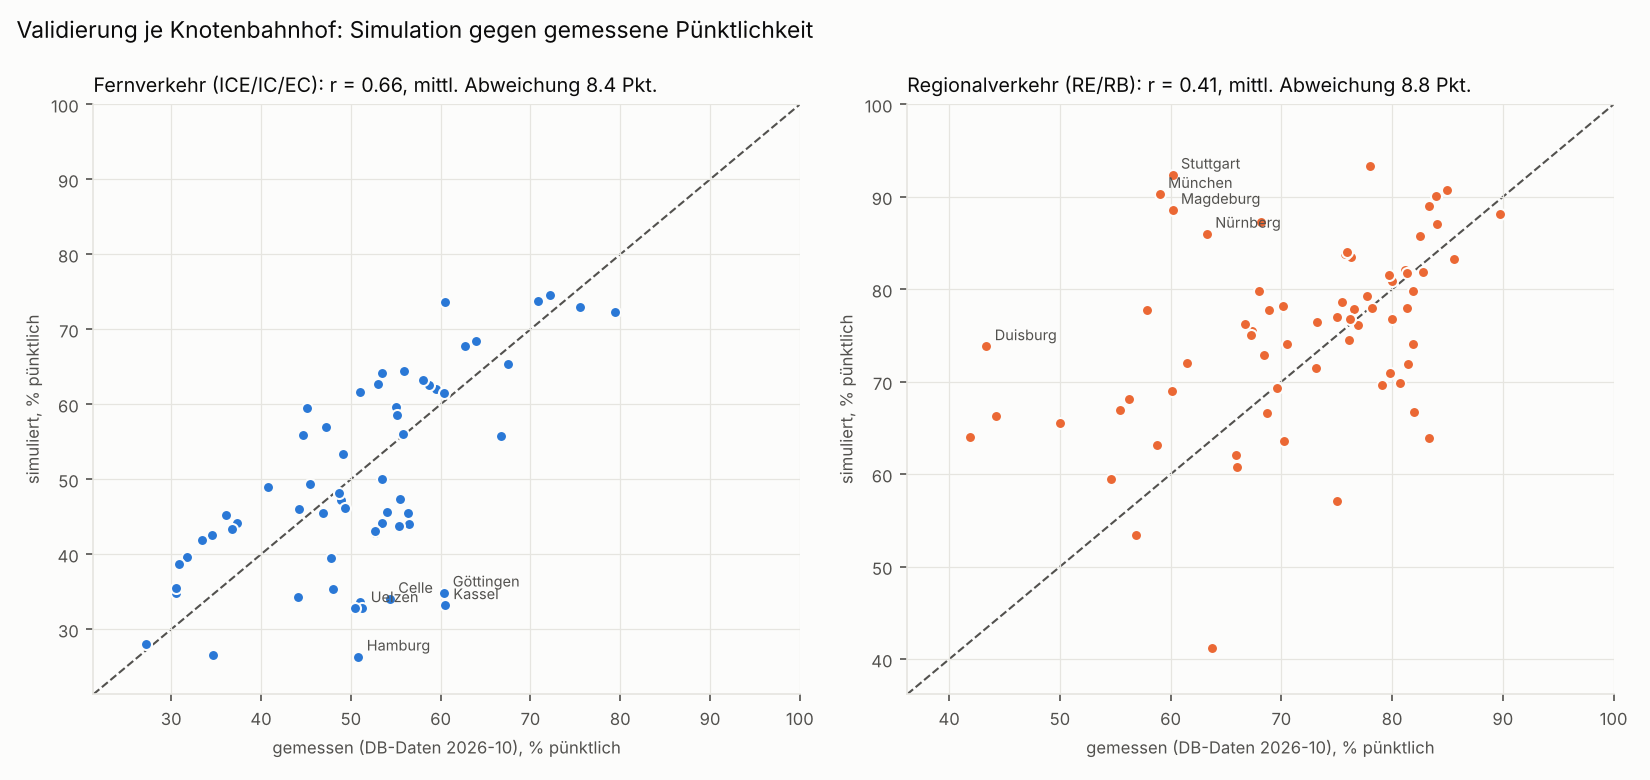 Validierung je Knotenbahnhof: Simulation gegen gemessene Pünktlichkeit
Fernverkehr (ICE/IC/EC): r = 0.66, mittl. Abweichung 8.4 Pkt.
100
90
80
70
60
50
40
30
simuliert, % pünktlich
Celle
Uelzen
Göttingen
Kassel
Hamburg
30 40 50 60 70 80 90 100
gemessen (DB-Daten 2026-10), % pünktlich
Regionalverkehr (RE/RB): r = 0.41, mittl. Abweichung 8.8 Pkt.
100
90
80
70
60
50
40
simuliert, % pünktlich
Stuttgart
München
Magdeburg
Nürnberg
Duisburg
40 50 60 70 80 90 100
gemessen (DB-Daten 2026-10), % pünktlich